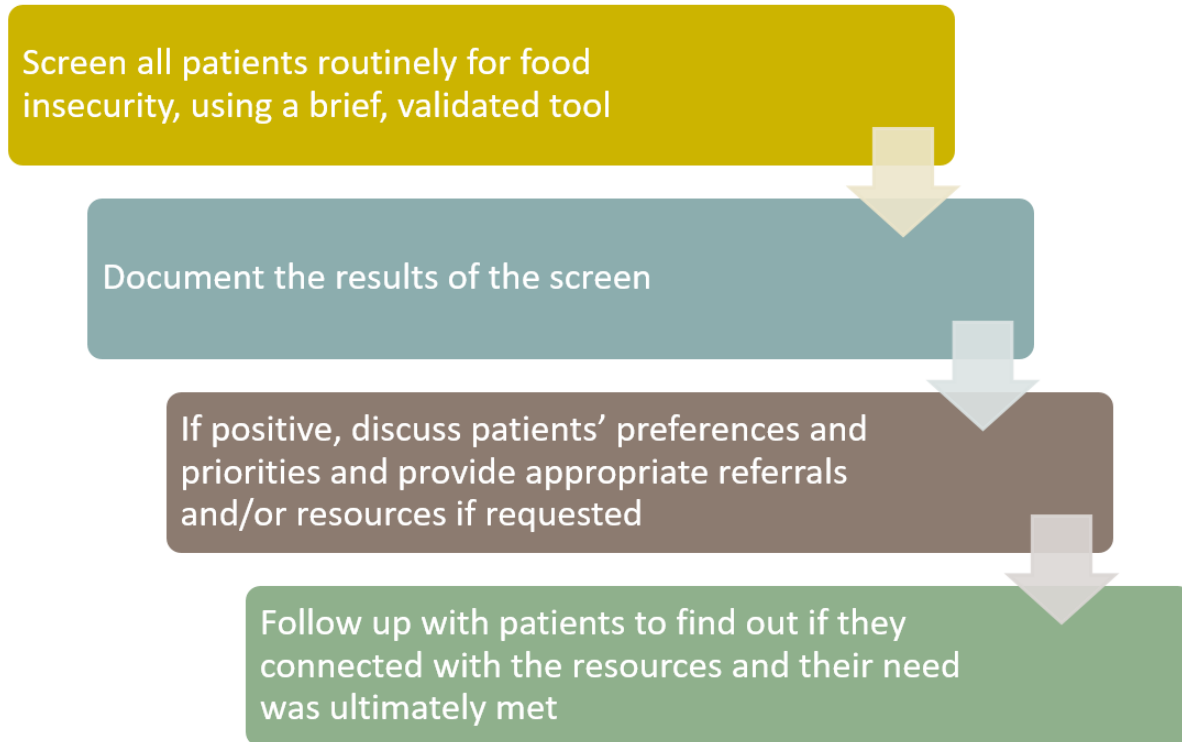 Screen all patients routinely for food
insecurity, using a brief, validated tool
Document the results of the screen
If positive, discuss patients’ preferences and
priorities and provide appropriate referrals
and/or resources if requested
Follow up with patients to find out if they
connected with the resources and their need
was ultimately met